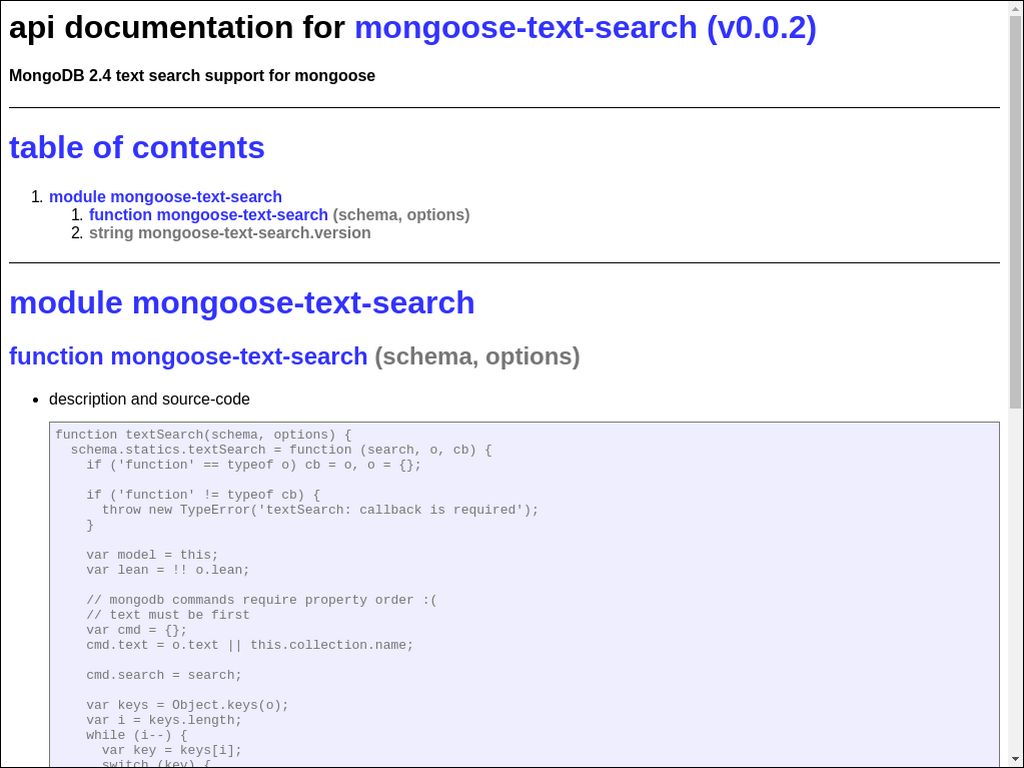 api documentation for mongoose-text-search (v0.0.2)
MongoDB 2.4 text search support for mongoose
table of contents
1. module mongoose-text-search
1. function mongoose-text-search (schema, options)
2. string mongoose-text-search.version
module mongoose-text-search
function mongoose-text-search (schema, options)
• description and source-code
function textSearch(schema, options) {
  schema.statics.textSearch = function (search, o, cb) {
    if ('function' == typeof o) cb = o, o = {};
    if ('function' != typeof cb) {
      throw new TypeError('textSearch: callback is required');
    }
    var model = this;
    var lean = !! o.lean;
    // mongodb commands require property order :(
    // text must be first
    var cmd = {};
    cmd.text = o.text || this.collection.name;
    cmd.search = search;
    var keys = Object.keys(o);
    var i = keys.length;
    while (i--) {
      var key = keys[i];
      switch (key) {